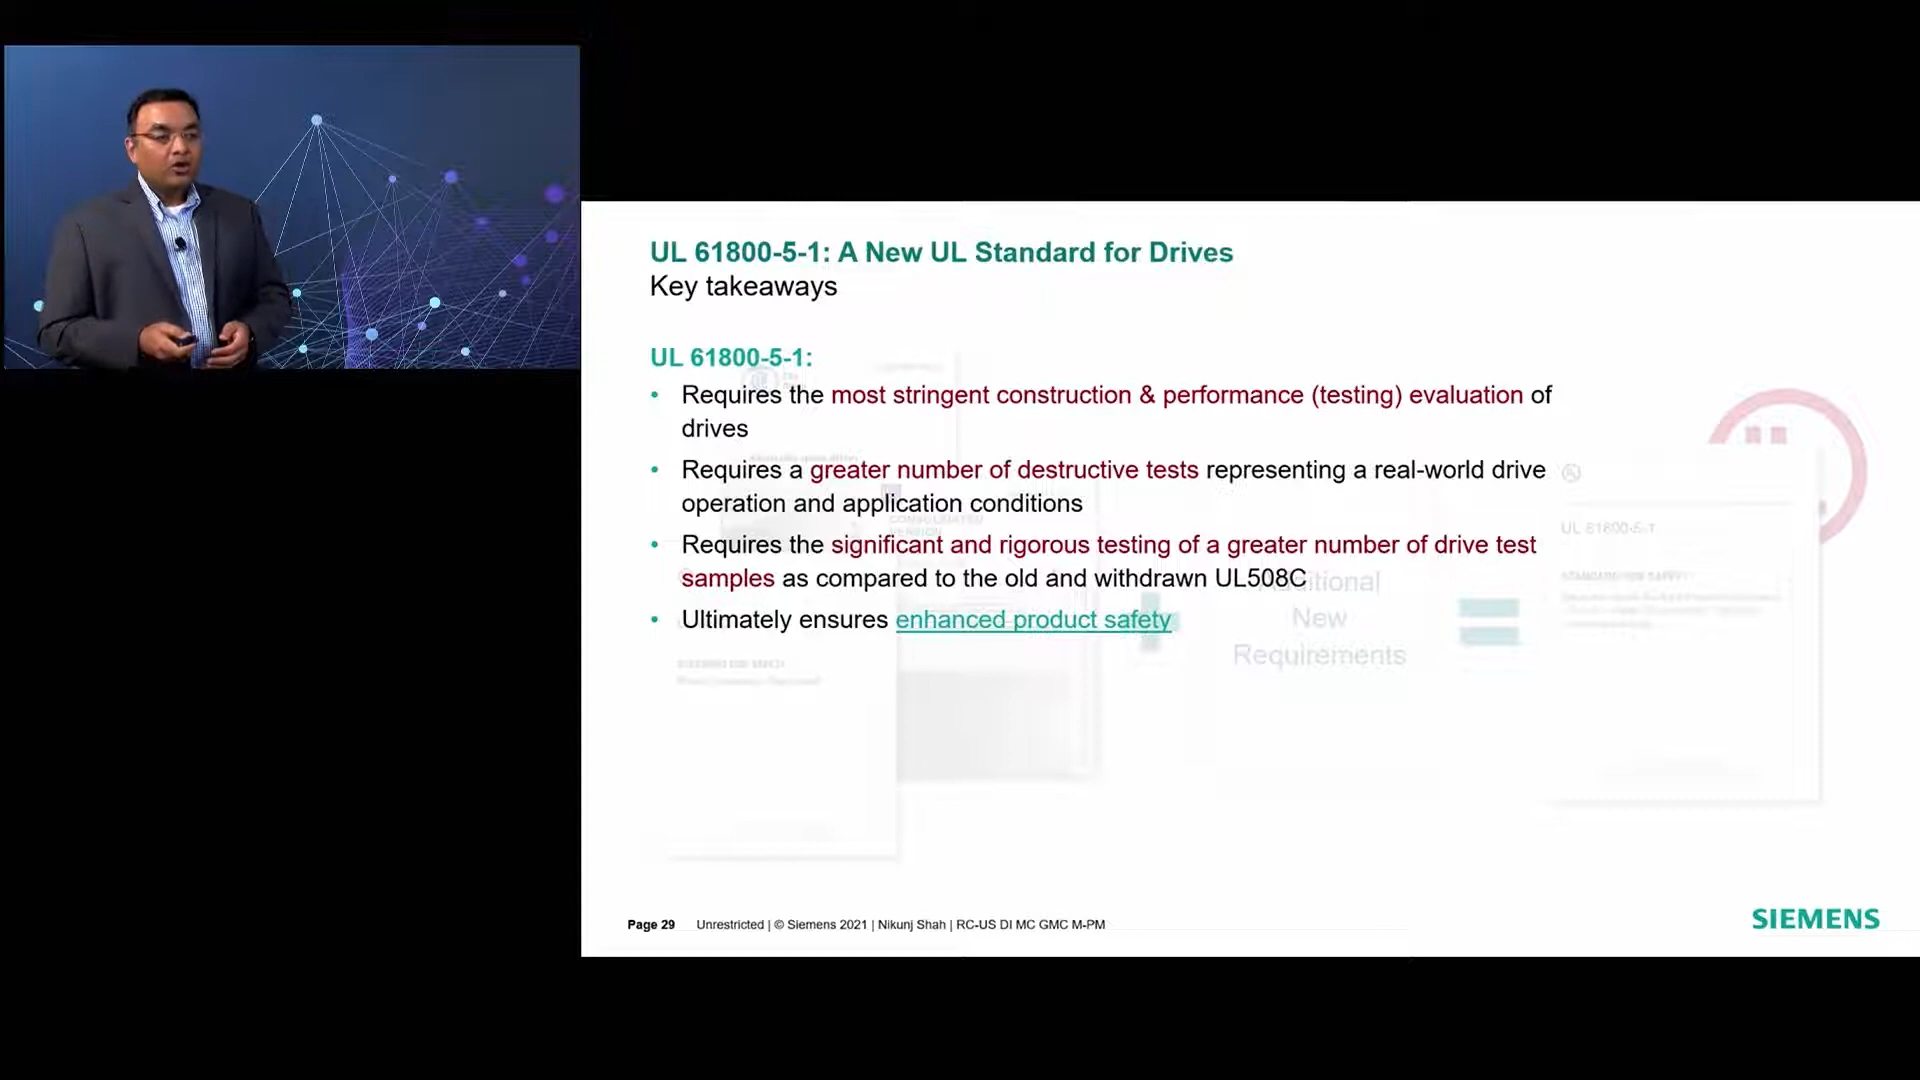 UL 61800-5-1: A New UL Standard for Drives
Key takeaways
UL 61800-5-1:
• Requires the most stringent construction & performance (testing) evaluation of
drives
• Requires a greater number of destructive tests representing a real-world drive
operation and application conditions
• Requires the significant and rigorous testing of a greater number of drive test
samples as compared to the old and withdrawn UL508C
• Ultimately ensures enhanced product safety
Additional
New
Requirements
UL 61800-5-1
STANDARD FOR SAFETY
Page 29 Unrestricted | © Siemens 2021 | Nikunj Shah | RC-US DI MC GMC M-PM
SIEMENS